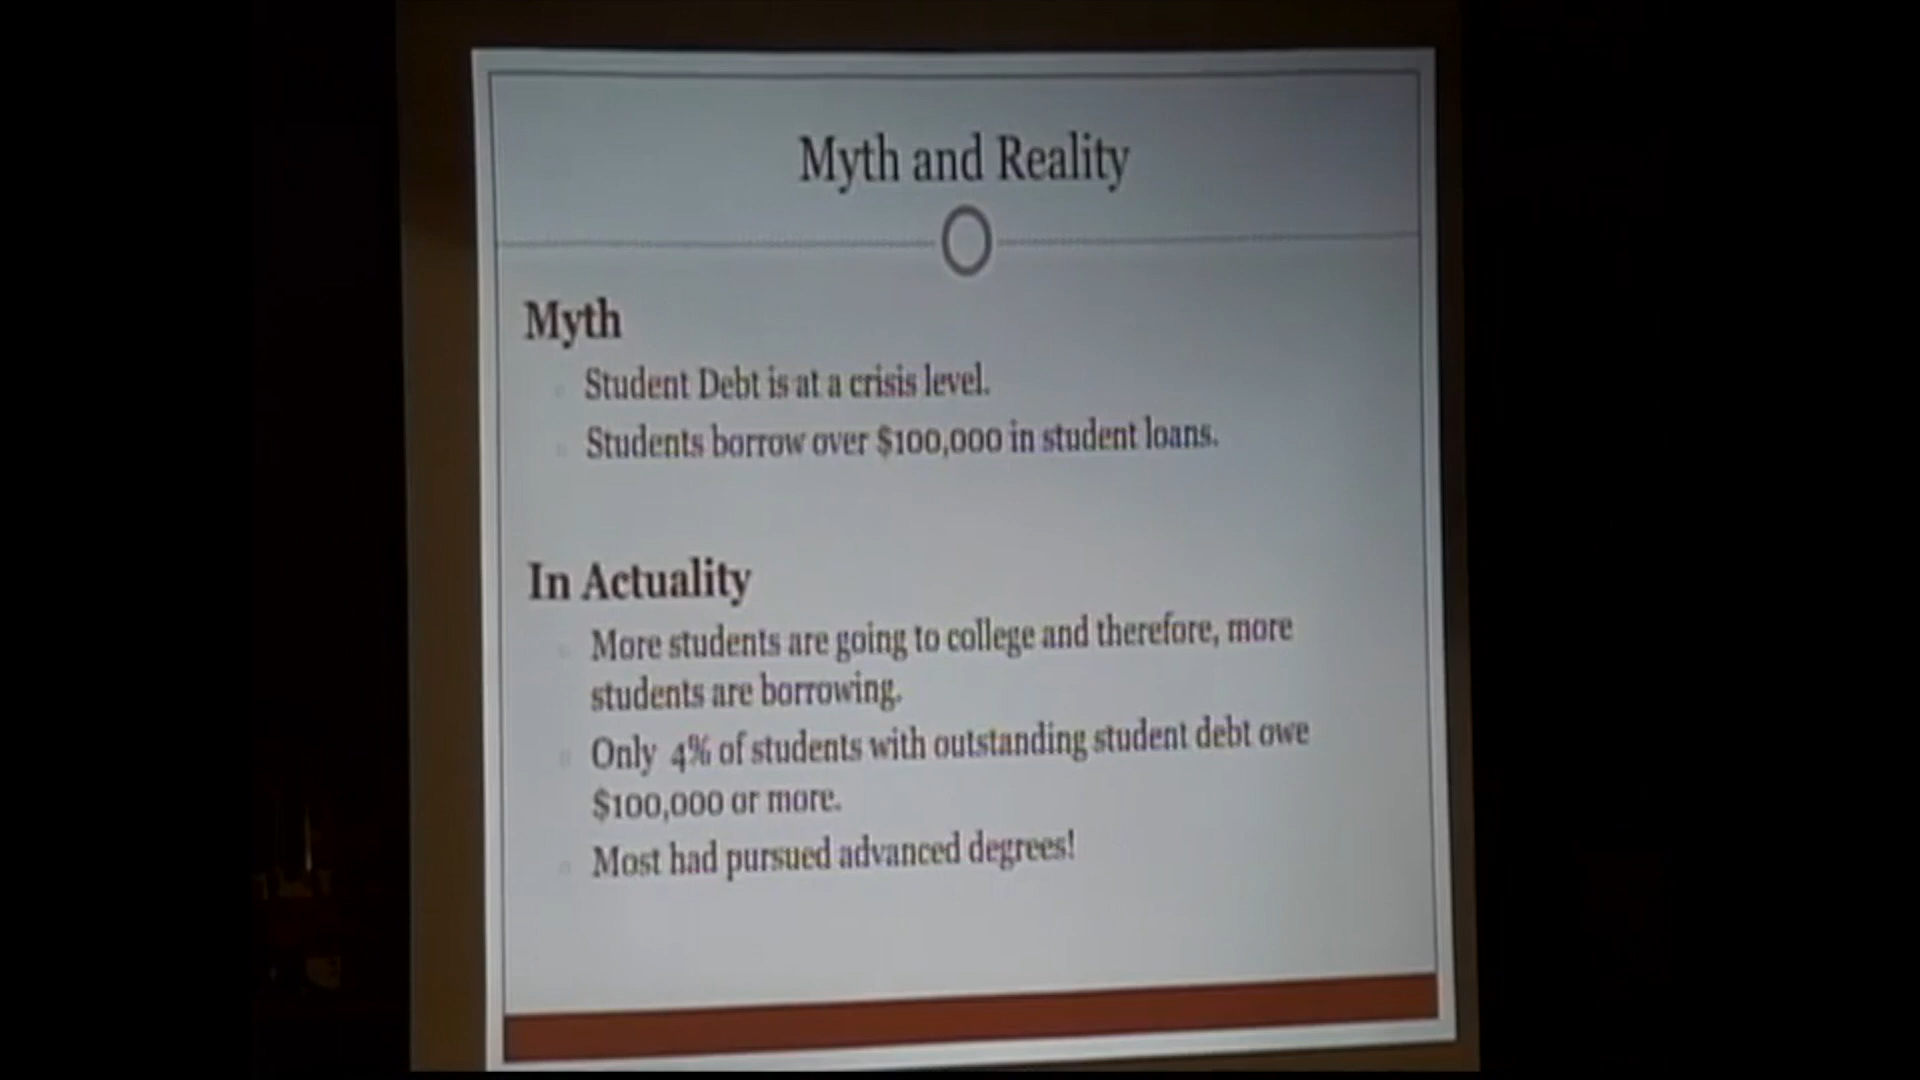 Myth and Reality
Myth
Student Debt is at a crisis level.
Students borrow over $100,000 in student loans.
In Actuality
More students are going to college and therefore, more
students are borrowing.
Only 4% of students with outstanding student debt owe
$100,000 or more.
Most had pursued advanced degrees!